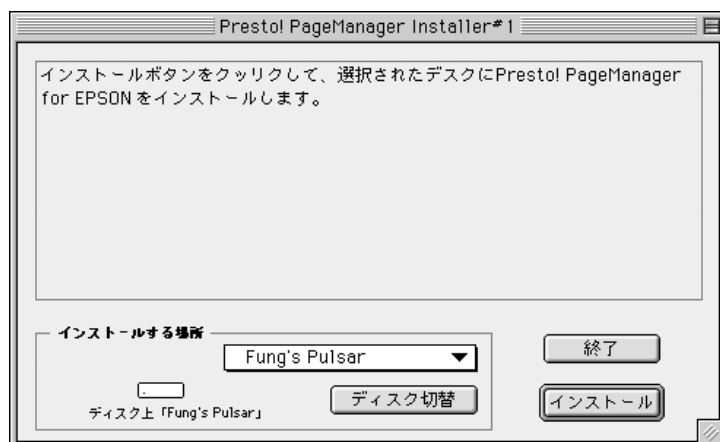 Presto! PageManager Installer#1
インストールボタンをクッリクして、選択されたデスクにPresto! PageManager
for EPSON をインストールします。
インストールする場所
Fung's Pulsar
終了
ディスク切替
インストール
ディスク上「Fung's Pulsar」